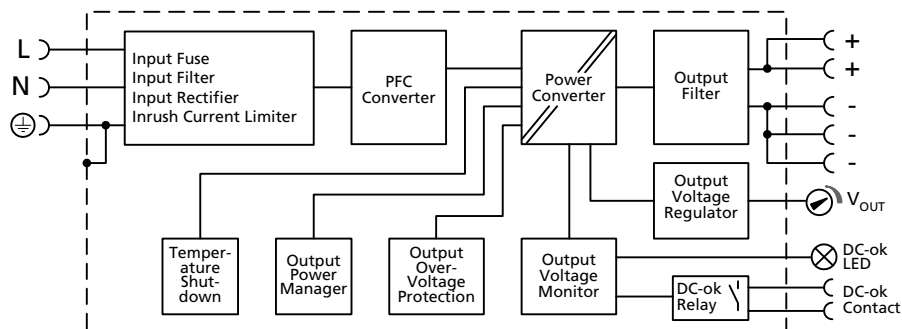 L
N
Input Fuse
Input Filter
Input Rectifier
Inrush Current Limiter
PFC
Converter
Power
Converter
Output
Filter
+
+
-
-
-
Output
Voltage
Regulator
VOUT
Temper-
ature
Shut-
down
Output
Power
Manager
Output
Over-
Voltage
Protection
Output
Voltage
Monitor
DC-ok
LED
DC-ok
Relay
DC-ok
Contact